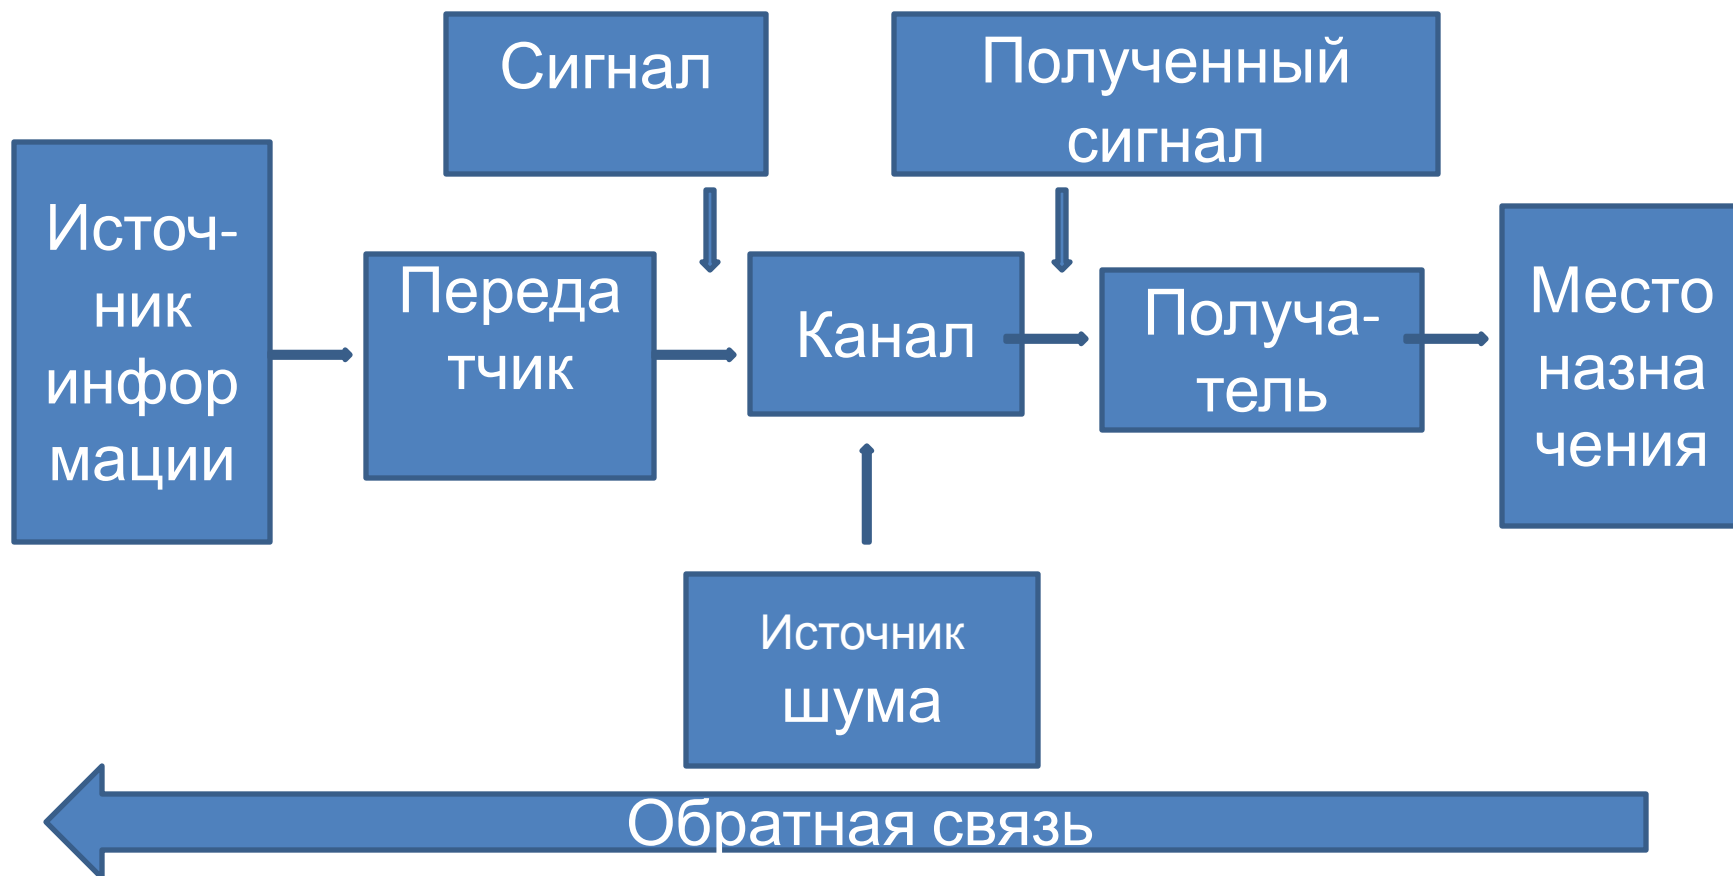 Сигнал
Полученный
сигнал
Источ-
ник
инфор
мации
Переда
тчик
Канал
Получа-
тель
Место
назна
чения
Источник
шума
Обратная связь